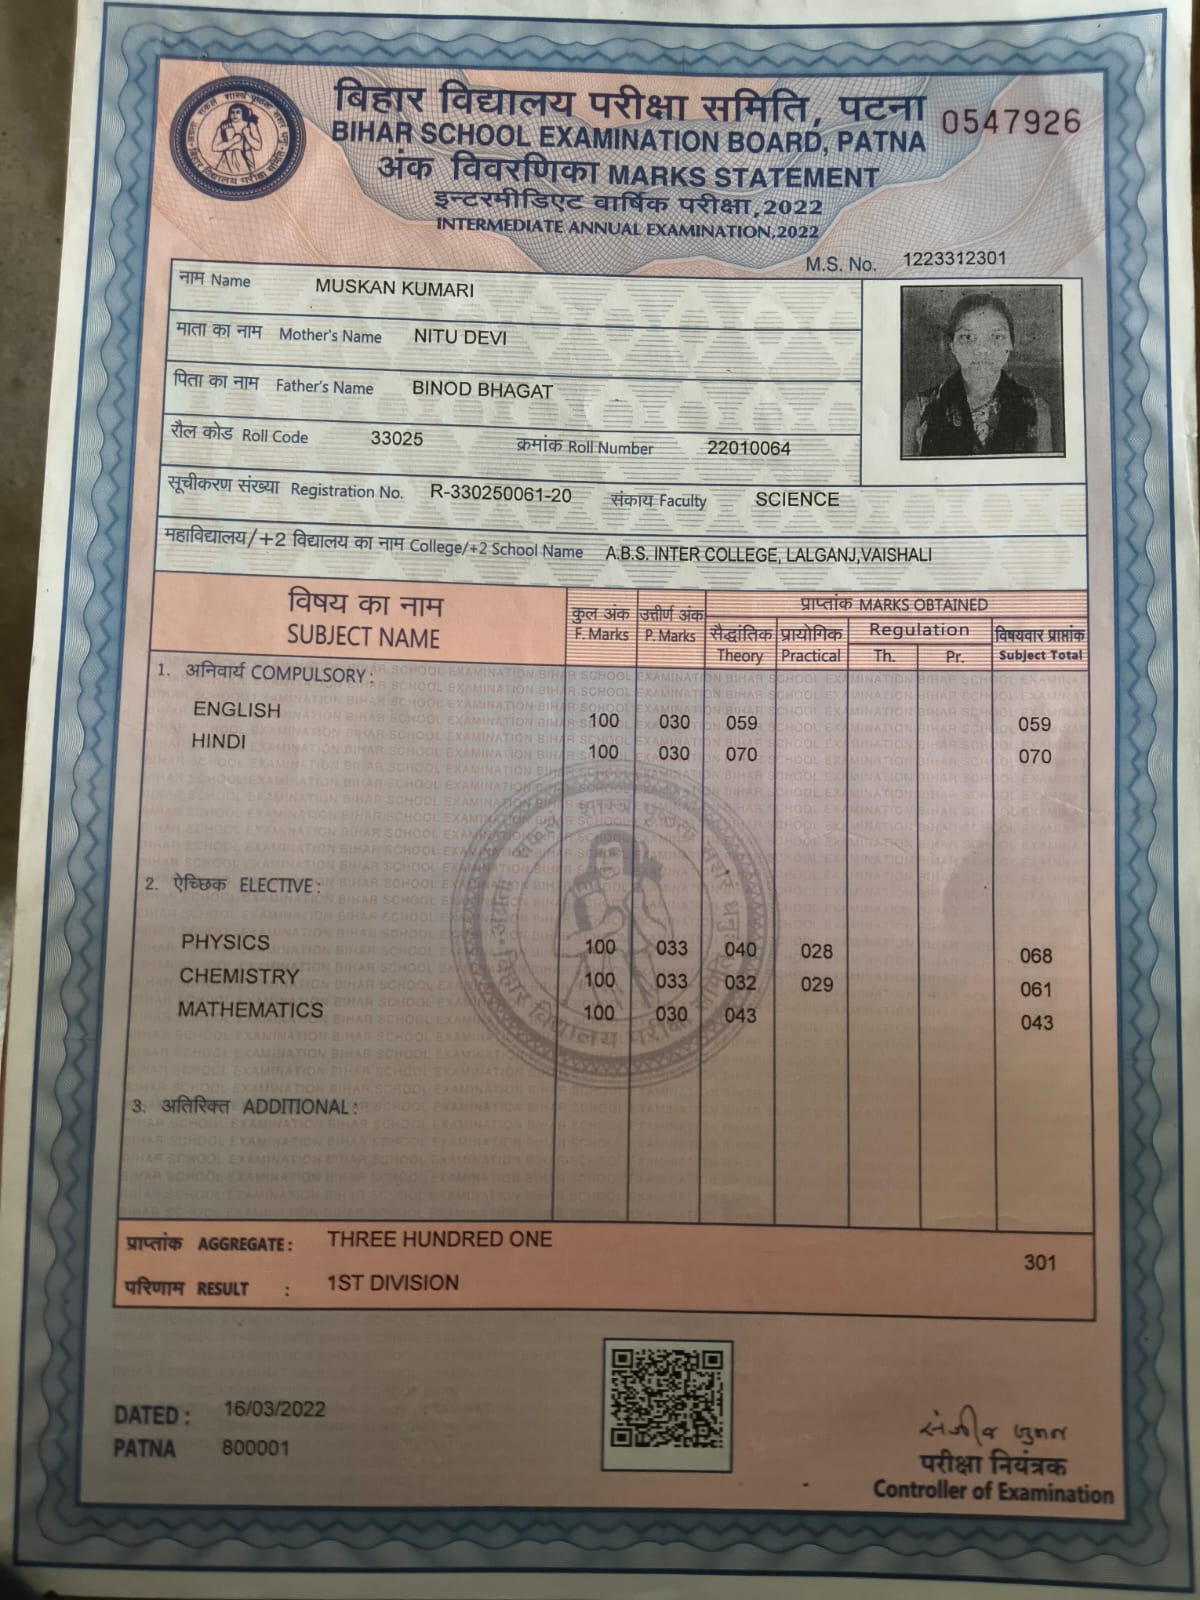 बिहार विद्यालय परीक्षा समिति, पटना
0547926
BIHAR SCHOOL EXAMINATION BOARD, PATNA
अंक विवरणिका MARKS STATEMENT
इन्टरमीडिएट वार्षिक परीक्षा,2022
INTERMEDIATE ANNUAL EXAMINATION,2022
M.S. No. 1223312301
नाम Name MUSKAN KUMARI
माता का नाम Mother's Name NITU DEVI
पिता का नाम Father's Name BINOD BHAGAT
रौल कोड Roll Code 33025 क्रमांक Roll Number 22010064
सूचीकरण संख्या Registration No. R-330250061-20 संकाय Faculty SCIENCE
महाविद्यालय/+2 विद्यालय का नाम College/+2 School Name A.B.S. INTER COLLEGE, LALGANJ,VAISHALI
विषय का नाम कुल अंक उत्तीर्ण अंक प्राप्तांक MARKS OBTAINED
SUBJECT NAME F. Marks P. Marks सैद्धांतिक प्रायोगिक Regulation विषयवार प्राप्तांक
Theory Practical Th. Pr. Subject Total
1. अनिवार्य COMPULSORY :
ENGLISH 100 030 059 059
HINDI 100 030 070 070
2. ऐच्छिक ELECTIVE :
PHYSICS 100 033 040 028 068
CHEMISTRY 100 033 032 029 061
MATHEMATICS 100 030 043 043
3. अतिरिक्त ADDITIONAL :
प्राप्तांक AGGREGATE : THREE HUNDRED ONE 301
परिणाम RESULT : 1ST DIVISION
DATED : 16/03/2022
PATNA 800001
परीक्षा नियंत्रक
Controller of Examination